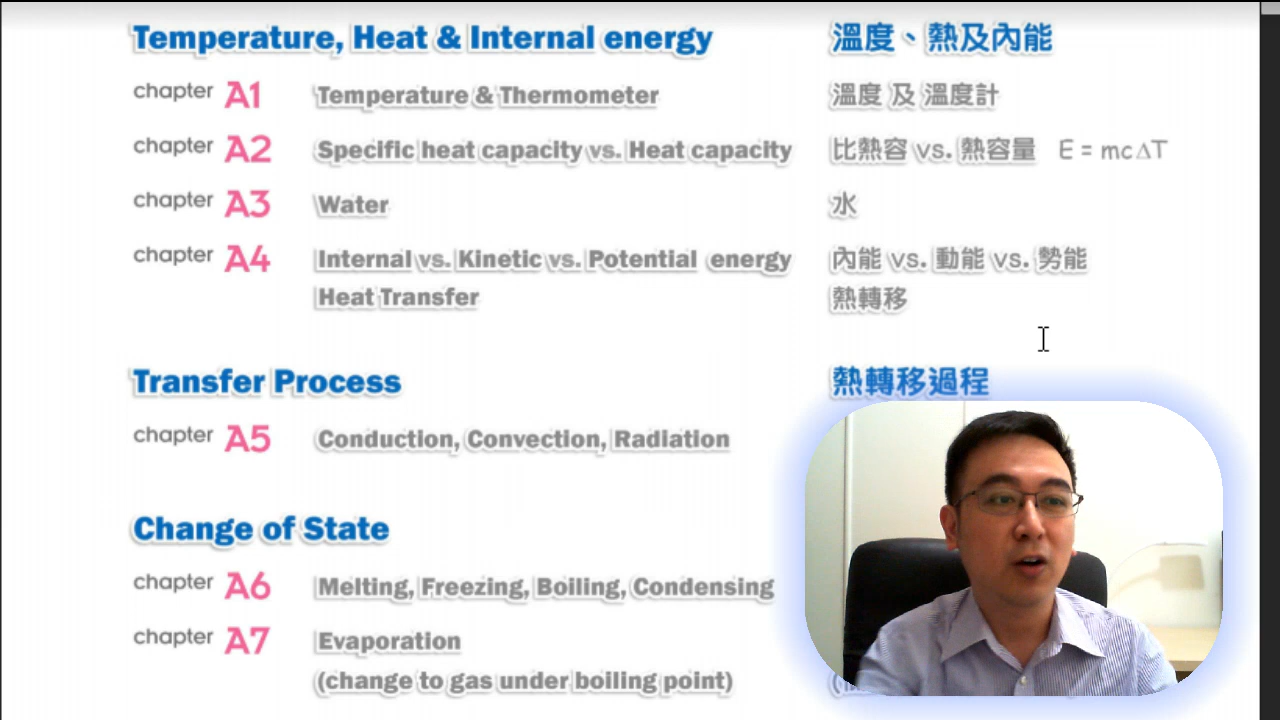 Temperature, Heat & Internal energy 溫度、熱及內能
chapter A1 Temperature & Thermometer 溫度 及 溫度計
chapter A2 Specific heat capacity vs. Heat capacity 比熱容 vs. 熱容量 E = mc∆T
chapter A3 Water 水
chapter A4 Internal vs. Kinetic vs. Potential energy 內能 vs. 動能 vs. 勢能
Heat Transfer 熱轉移
Transfer Process 熱轉移過程
chapter A5 Conduction, Convection, Radiation
Change of State
chapter A6 Melting, Freezing, Boiling, Condensing
chapter A7 Evaporation
(change to gas under boiling point)